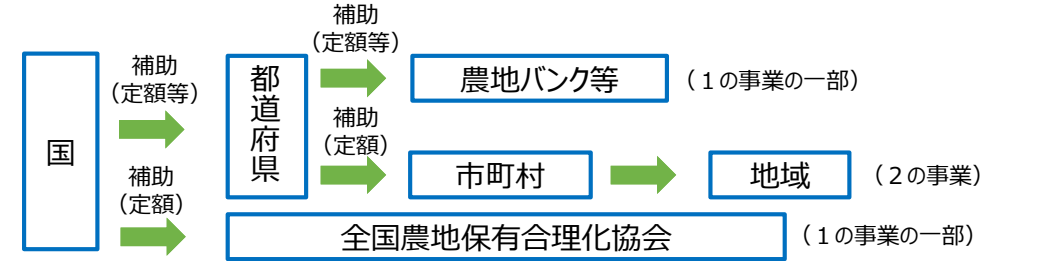 国
補助
（定額等）
都道府県
補助
（定額等）
農地バンク等
（１の事業の一部）
補助
（定額）
市町村
地域
（２の事業）
補助
（定額）
全国農地保有合理化協会
（１の事業の一部）